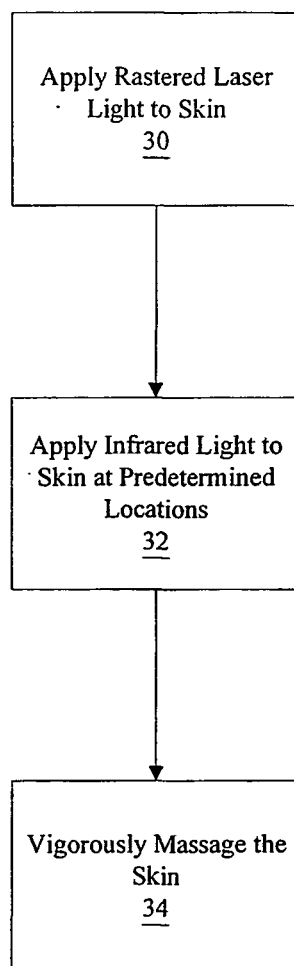 Apply Rastered Laser
Light to Skin
30
Apply Infrared Light to
Skin at Predetermined
Locations
32
Vigorously Massage the
Skin
34